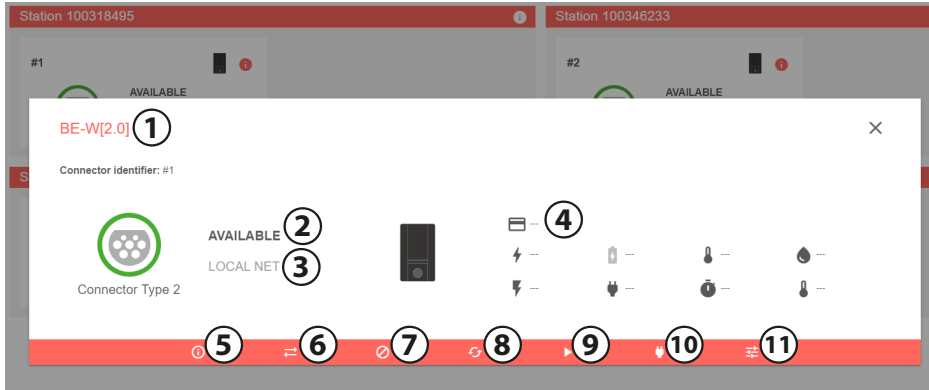 Station 100318495
Station 100346233
#1
#2
AVAILABLE
AVAILABLE
S
BE-W[2.0] 1
Connector identifier: #1
AVAILABLE 2
LOCAL NET 3
Connector Type 2
-- 4
-- -- -- --
-- -- -- --
5 6 7 8 9 10 11